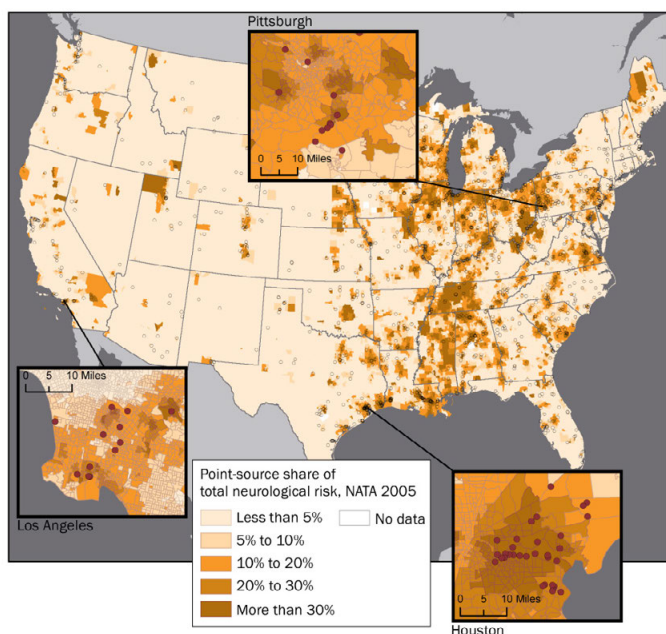 Pittsburgh
0 5 10 Miles
0 5 10 Miles
Los Angeles
Point-source share of
total neurological risk, NATA 2005
Less than 5%
No data
5% to 10%
10% to 20%
20% to 30%
More than 30%
0 5 10 Miles
Houston